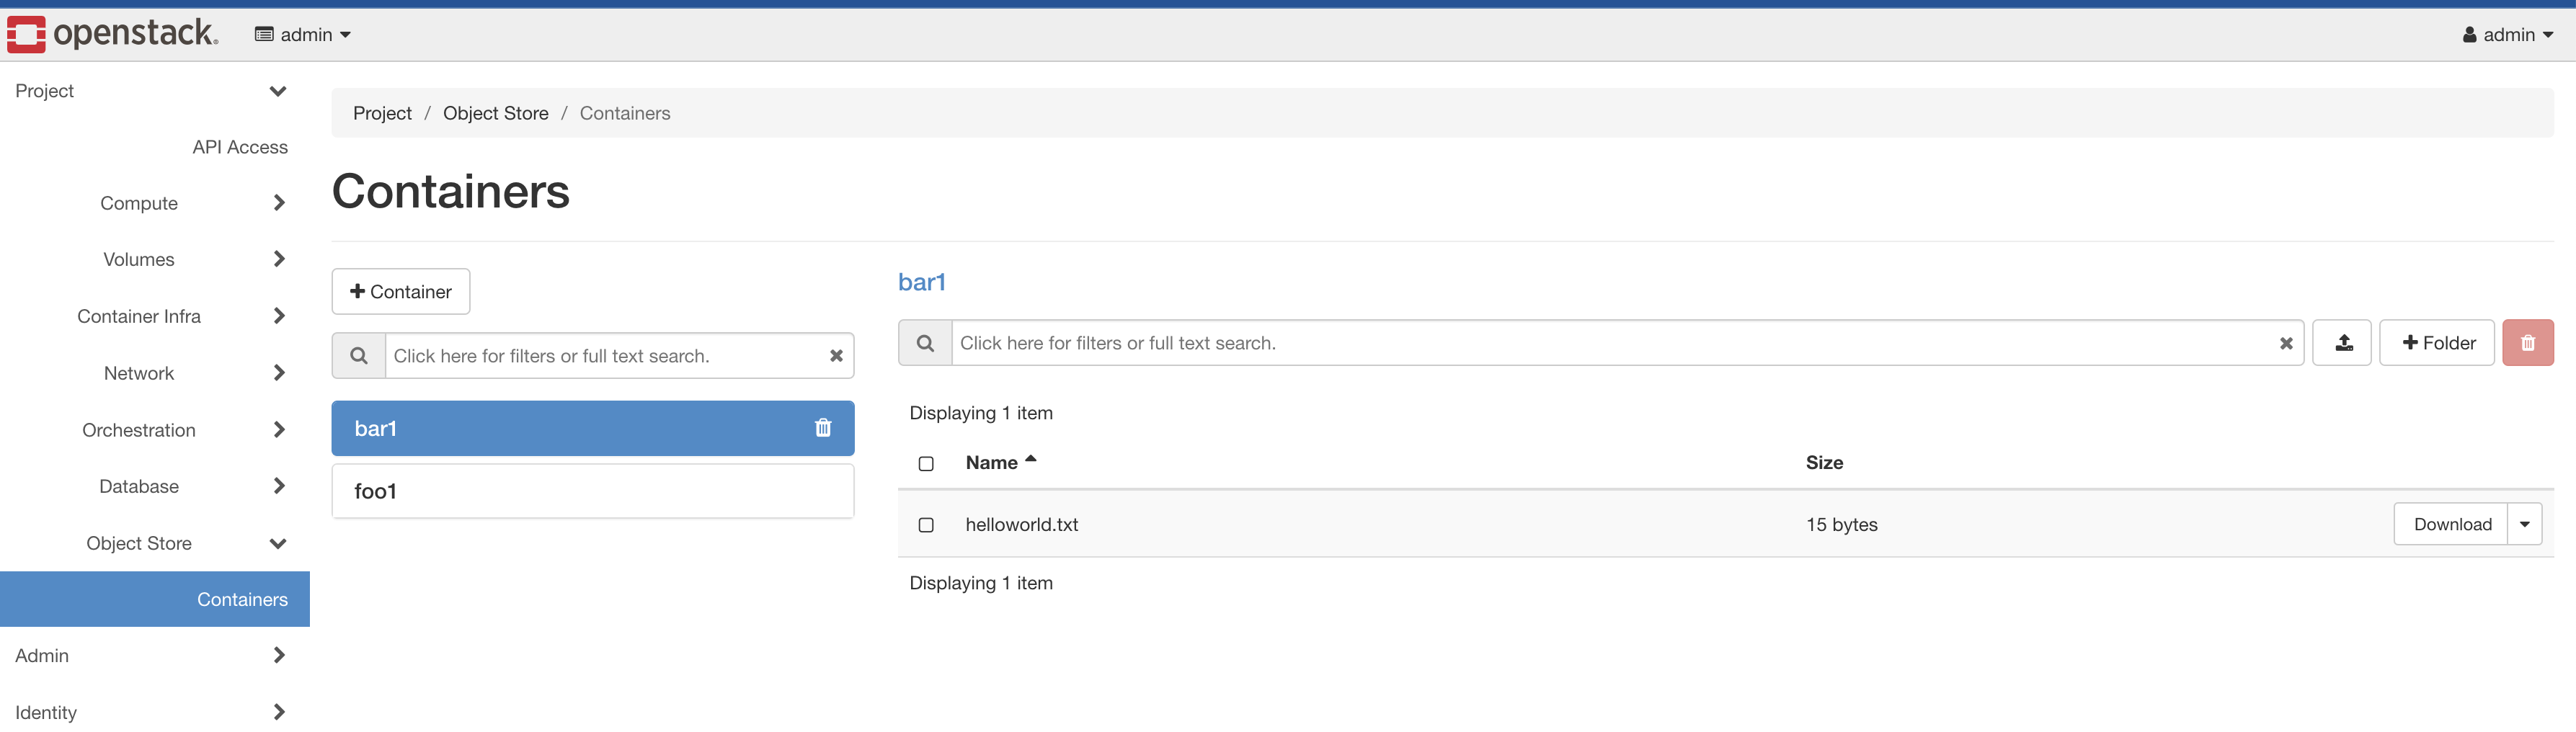 openstack.
admin
admin
Project
API Access
Compute
Volumes
Container Infra
Network
Orchestration
Database
Object Store
Containers
Admin
Identity
Project / Object Store / Containers
Containers
Container
Click here for filters or full text search.
bar1
foo1
bar1
Click here for filters or full text search.
Folder
Displaying 1 item
Name Size
helloworld.txt 15 bytes Download
Displaying 1 item